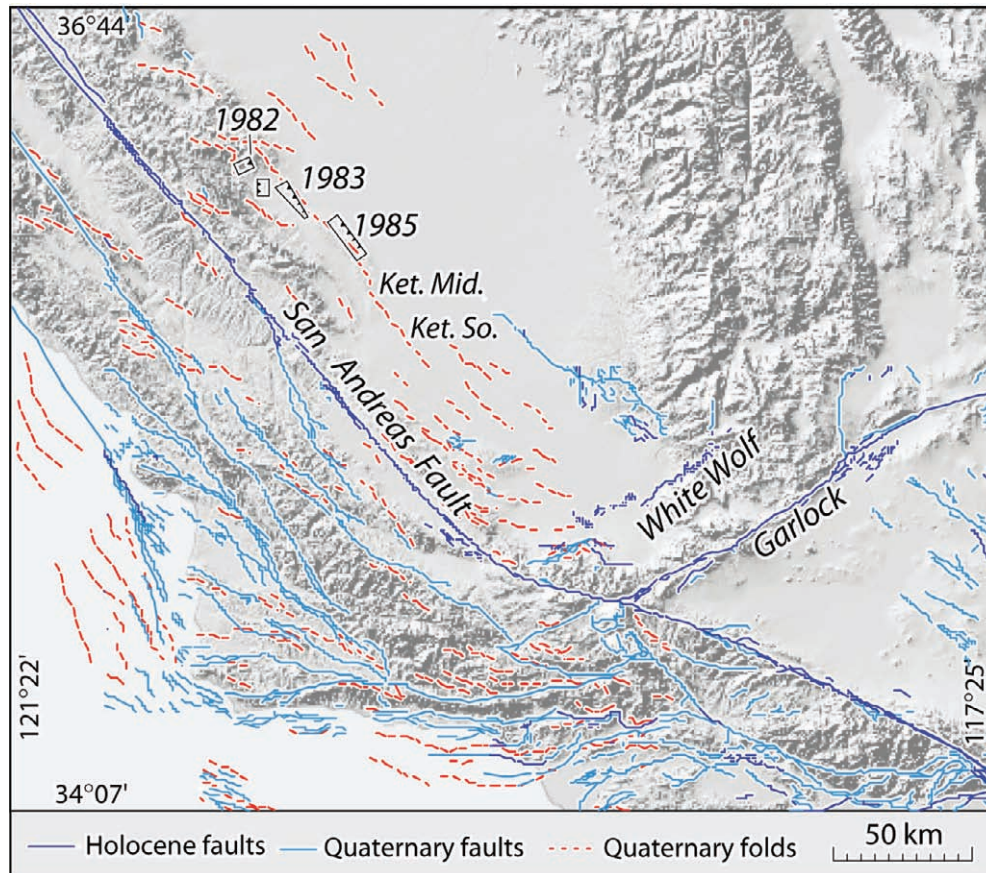 36°44
1982
1983
1985
Ket. Mid.
Ket. So.
San Andreas Fault
White Wolf
Garlock
121°22'
117°25'
34°07'
Holocene faults
Quaternary faults
Quaternary folds
50 km